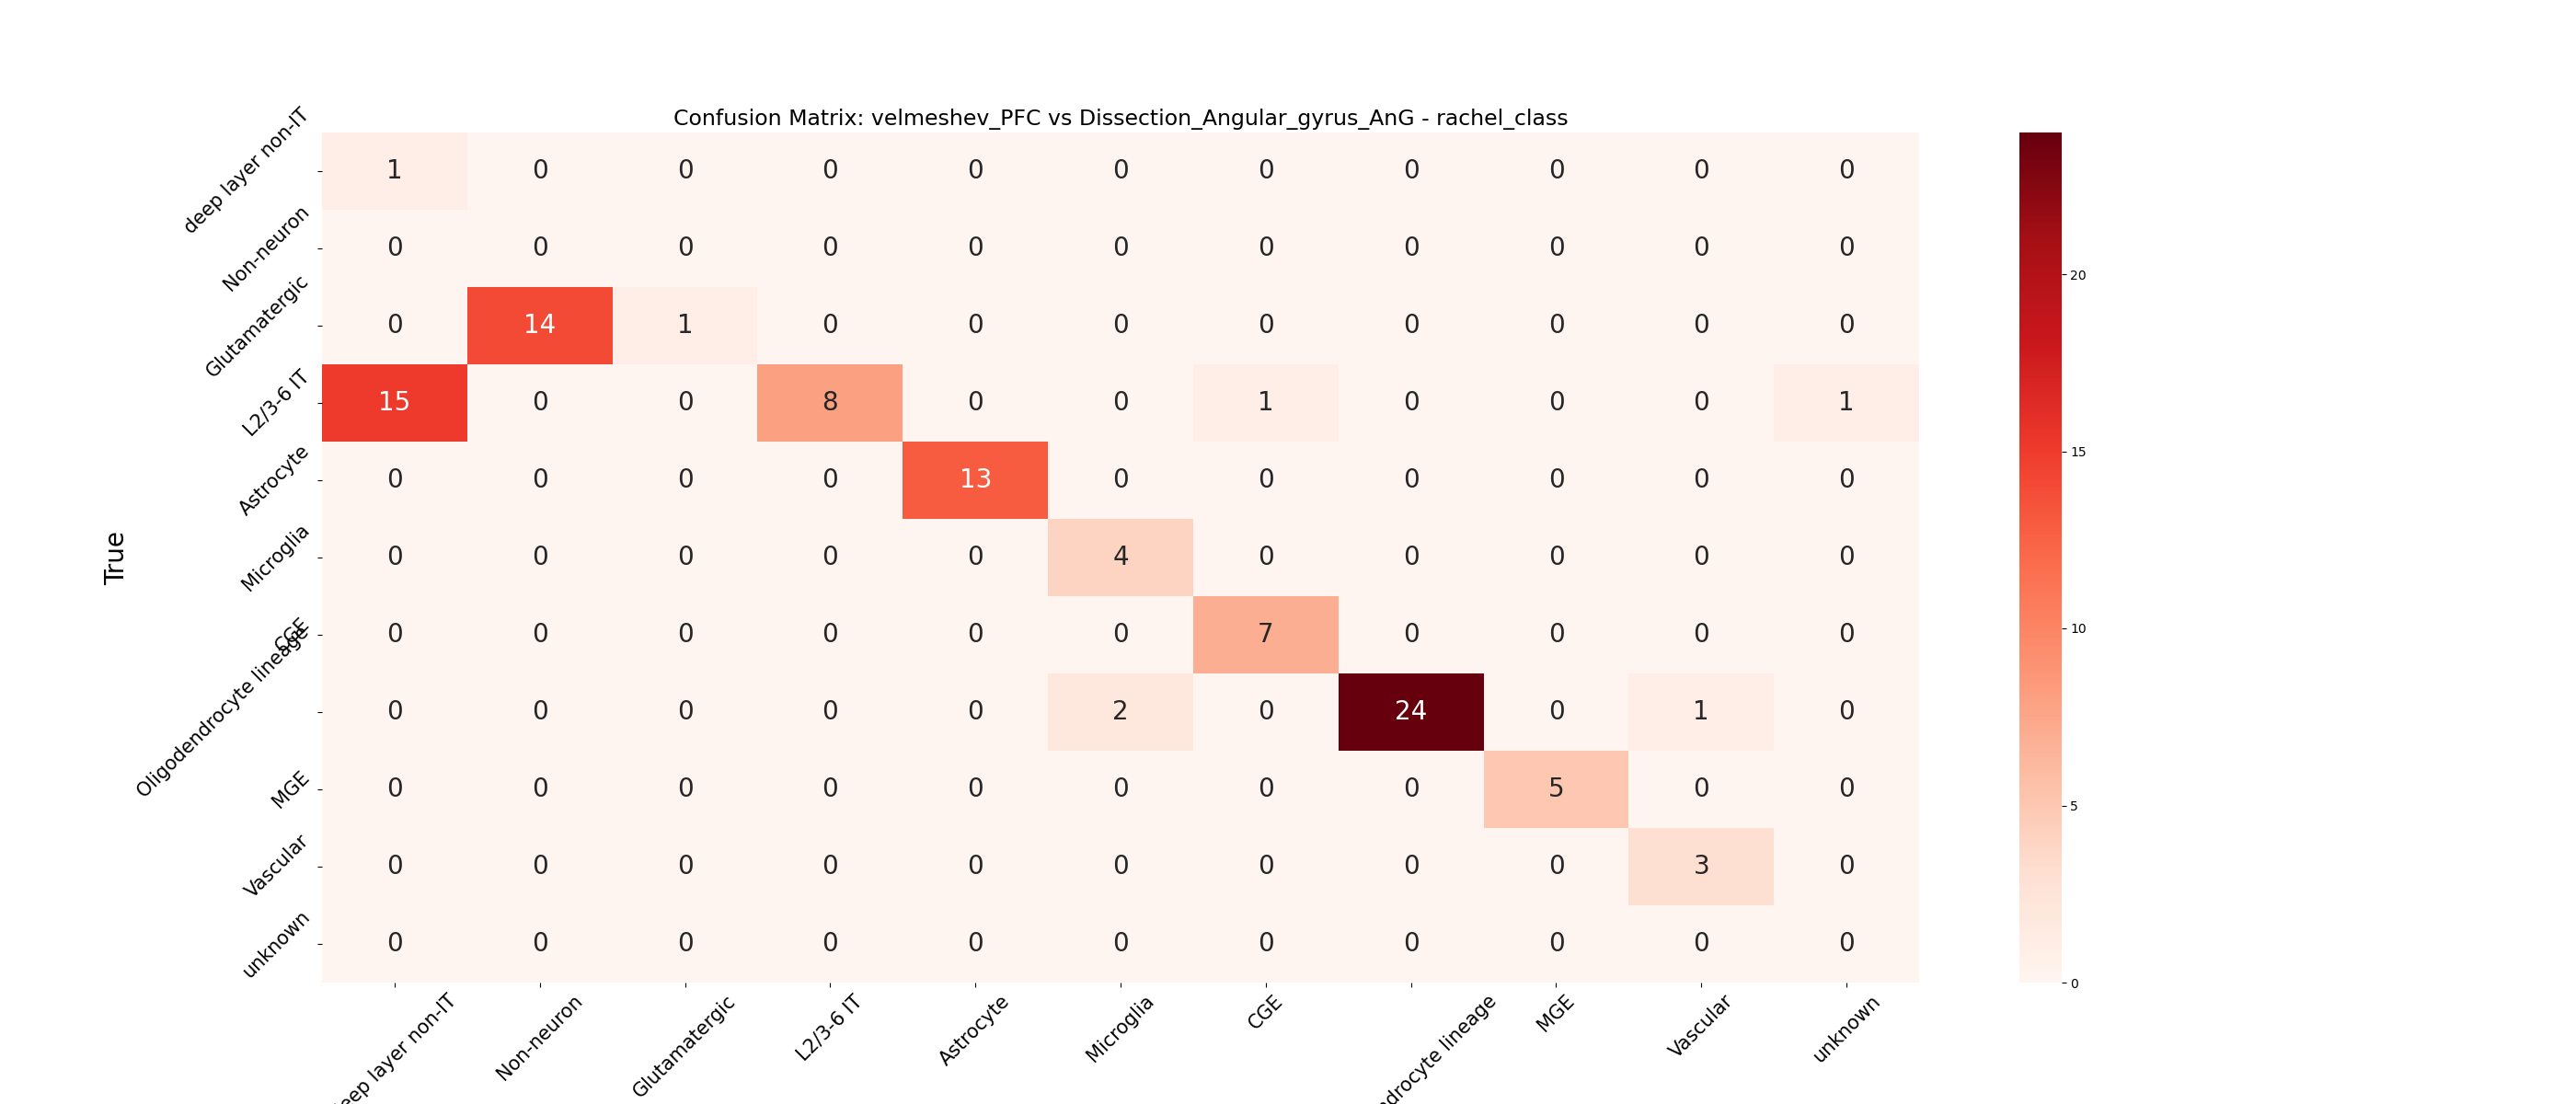 Confusion Matrix: velmeshev_PFC vs Dissection_Angular_gyrus_AnG - rachel_class
True
deep layer non-IT 1 0 0 0 0 0 0 0 0 0 0
Non-neuron 0 0 0 0 0 0 0 0 0 0 0
Glutamatergic 0 14 1 0 0 0 0 0 0 0 0
L2/3-6 IT 15 0 0 8 0 0 1 0 0 0 1
Astrocyte 0 0 0 0 13 0 0 0 0 0 0
Microglia 0 0 0 0 0 4 0 0 0 0 0
CGE 0 0 0 0 0 0 7 0 0 0 0
Oligodendrocyte lineage 0 0 0 0 0 2 0 24 0 1 0
MGE 0 0 0 0 0 0 0 0 5 0 0
Vascular 0 0 0 0 0 0 0 0 0 3 0
unknown 0 0 0 0 0 0 0 0 0 0 0
eep layer non-IT Non-neuron Glutamatergic L2/3-6 IT Astrocyte Microglia CGE ndrocyte lineage MGE Vascular unknown
20
15
10
5
0